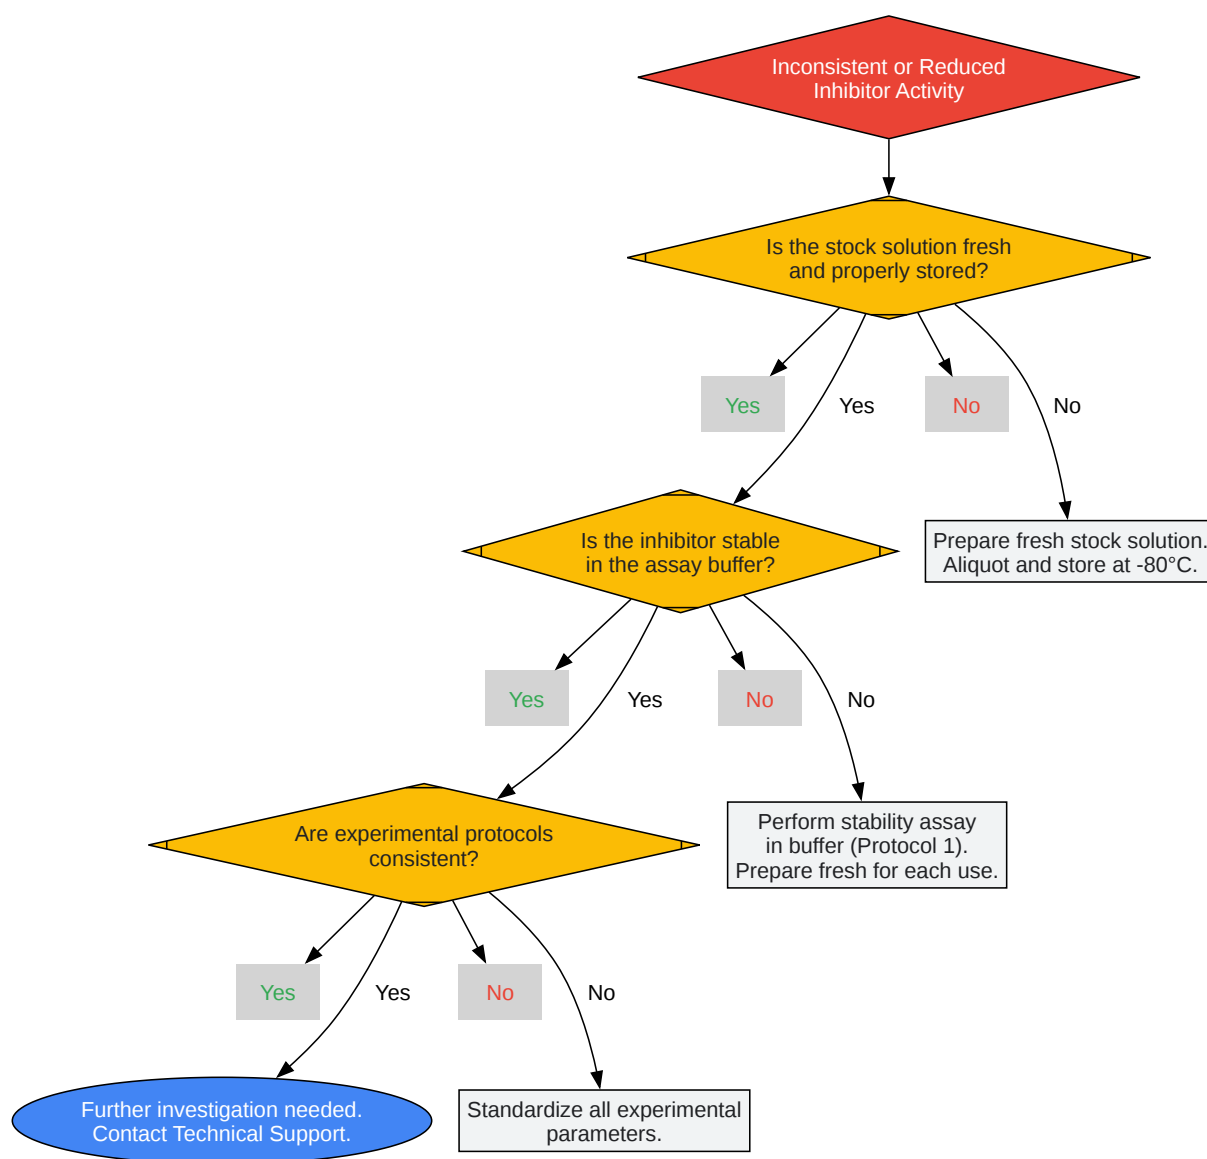 Inconsistent or Reduced
Inhibitor Activity
Is the stock solution fresh
and properly stored?
Yes
Yes
No
No
Is the inhibitor stable
in the assay buffer?
Prepare fresh stock solution.
Aliquot and store at -80°C.
Yes
Yes
No
No
Are experimental protocols
consistent?
Perform stability assay
in buffer (Protocol 1).
Prepare fresh for each use.
Yes
Yes
No
No
Further investigation needed.
Contact Technical Support.
Standardize all experimental
parameters.